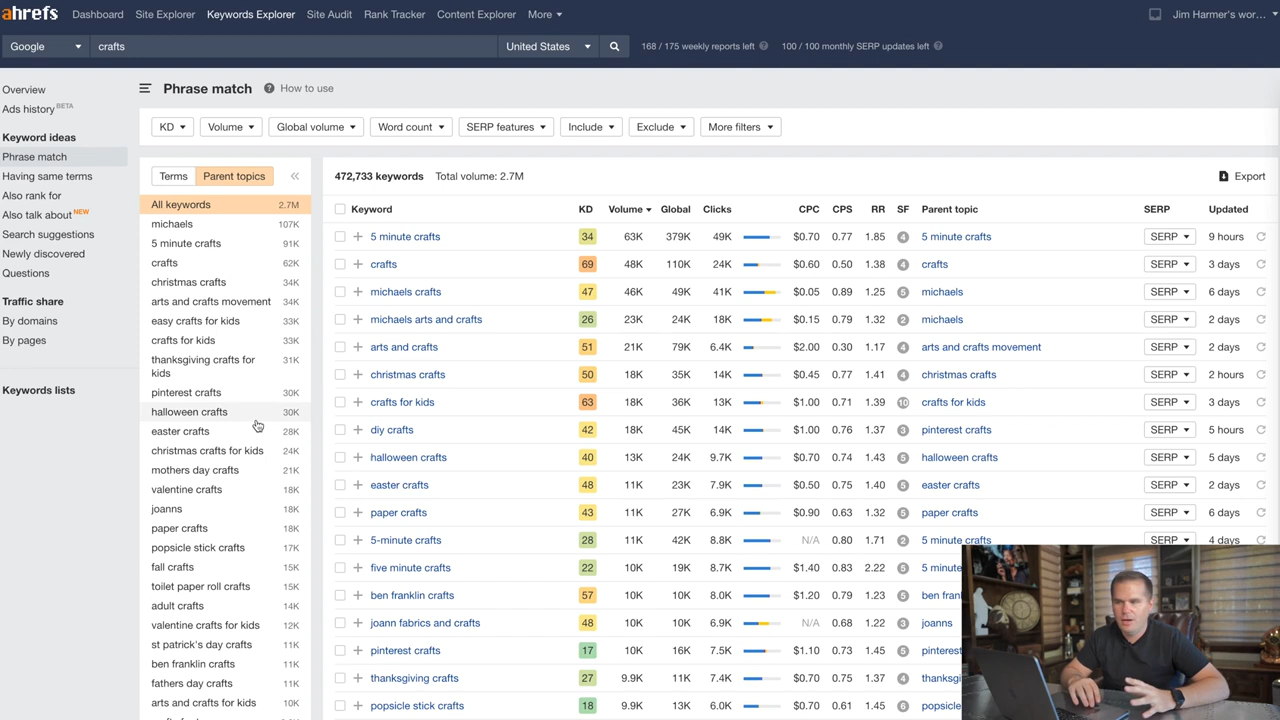 ahrefs Dashboard Site Explorer Keywords Explorer Site Audit Rank Tracker Content Explorer More Jim Harmer's wor...
Google crafts United States 168 / 175 weekly reports left ? 100 / 100 monthly SERP updates left ?
Overview
Ads history BETA
Keyword ideas
Phrase match
Having same terms
Also rank for
Also talk about NEW
Search suggestions
Newly discovered
Questions
Traffic share
By domains
By pages
Keywords lists
Phrase match ? How to use
KD Volume Global volume Word count SERP features Include Exclude More filters
Terms Parent topics «
All keywords 2.7M
michaels 107K
5 minute crafts 91K
crafts 62K
christmas crafts 34K
arts and crafts movement 34K
easy crafts for kids 33K
crafts for kids 33K
thanksgiving crafts for 31K
kids
pinterest crafts 30K
halloween crafts 30K
easter crafts 28K
christmas crafts for kids 24K
mothers day crafts 21K
valentine crafts 18K
joanns 18K
paper crafts 18K
popsicle stick crafts 17K
fall crafts 15K
toilet paper roll crafts 15K
adult crafts 14K
valentine crafts for kids 12K
st patrick's day crafts 11K
ben franklin crafts 11K
fathers day crafts 11K
arts and crafts for kids 10K
472,733 keywords Total volume: 2.7M Export
Keyword KD Volume Global Clicks CPC CPS RR SF Parent topic SERP Updated
5 minute crafts 34 63K 379K 49K $0.70 0.77 1.85 4 5 minute crafts SERP 9 hours
crafts 69 48K 110K 24K $0.60 0.50 1.38 4 crafts SERP 3 days
michaels crafts 47 46K 49K 41K $0.05 0.89 1.25 5 michaels SERP 6 days
michaels arts and crafts 26 23K 24K 18K $0.15 0.79 1.32 2 michaels SERP 2 days
arts and crafts 51 21K 79K 6.4K $2.00 0.30 1.17 4 arts and crafts movement SERP 2 days
christmas crafts 50 18K 35K 14K $0.45 0.77 1.41 4 christmas crafts SERP 2 hours
crafts for kids 63 18K 36K 13K $1.00 0.71 1.39 10 crafts for kids SERP 3 days
diy crafts 42 18K 45K 14K $1.00 0.76 1.37 3 pinterest crafts SERP 5 hours
halloween crafts 40 13K 24K 9.7K $0.70 0.74 1.43 5 halloween crafts SERP 5 days
easter crafts 48 11K 23K 7.9K $0.50 0.75 1.40 5 easter crafts SERP 2 days
paper crafts 43 11K 27K 6.9K $0.90 0.63 1.32 5 paper crafts SERP 6 days
5-minute crafts 28 11K 42K 8.8K N/A 0.80 1.71 2 5 minute crafts SERP 4 days
five minute crafts 22 10K 19K 8.7K $1.40 0.83 2.22 5 5 minu
ben franklin crafts 57 10K 10K 8.0K $1.20 0.79 1.23 5 ben fran
joann fabrics and crafts 48 10K 10K 6.9K N/A 0.68 1.22 3 joanns
pinterest crafts 17 10K 16K 7.5K $1.10 0.73 1.45 5 pinterest
thanksgiving crafts 27 9.9K 11K 7.4K $0.70 0.75 1.37 4 thanksgi
popsicle stick crafts 18 9.9K 13K 6.0K $0.70 0.61 1.45 6 popsicle